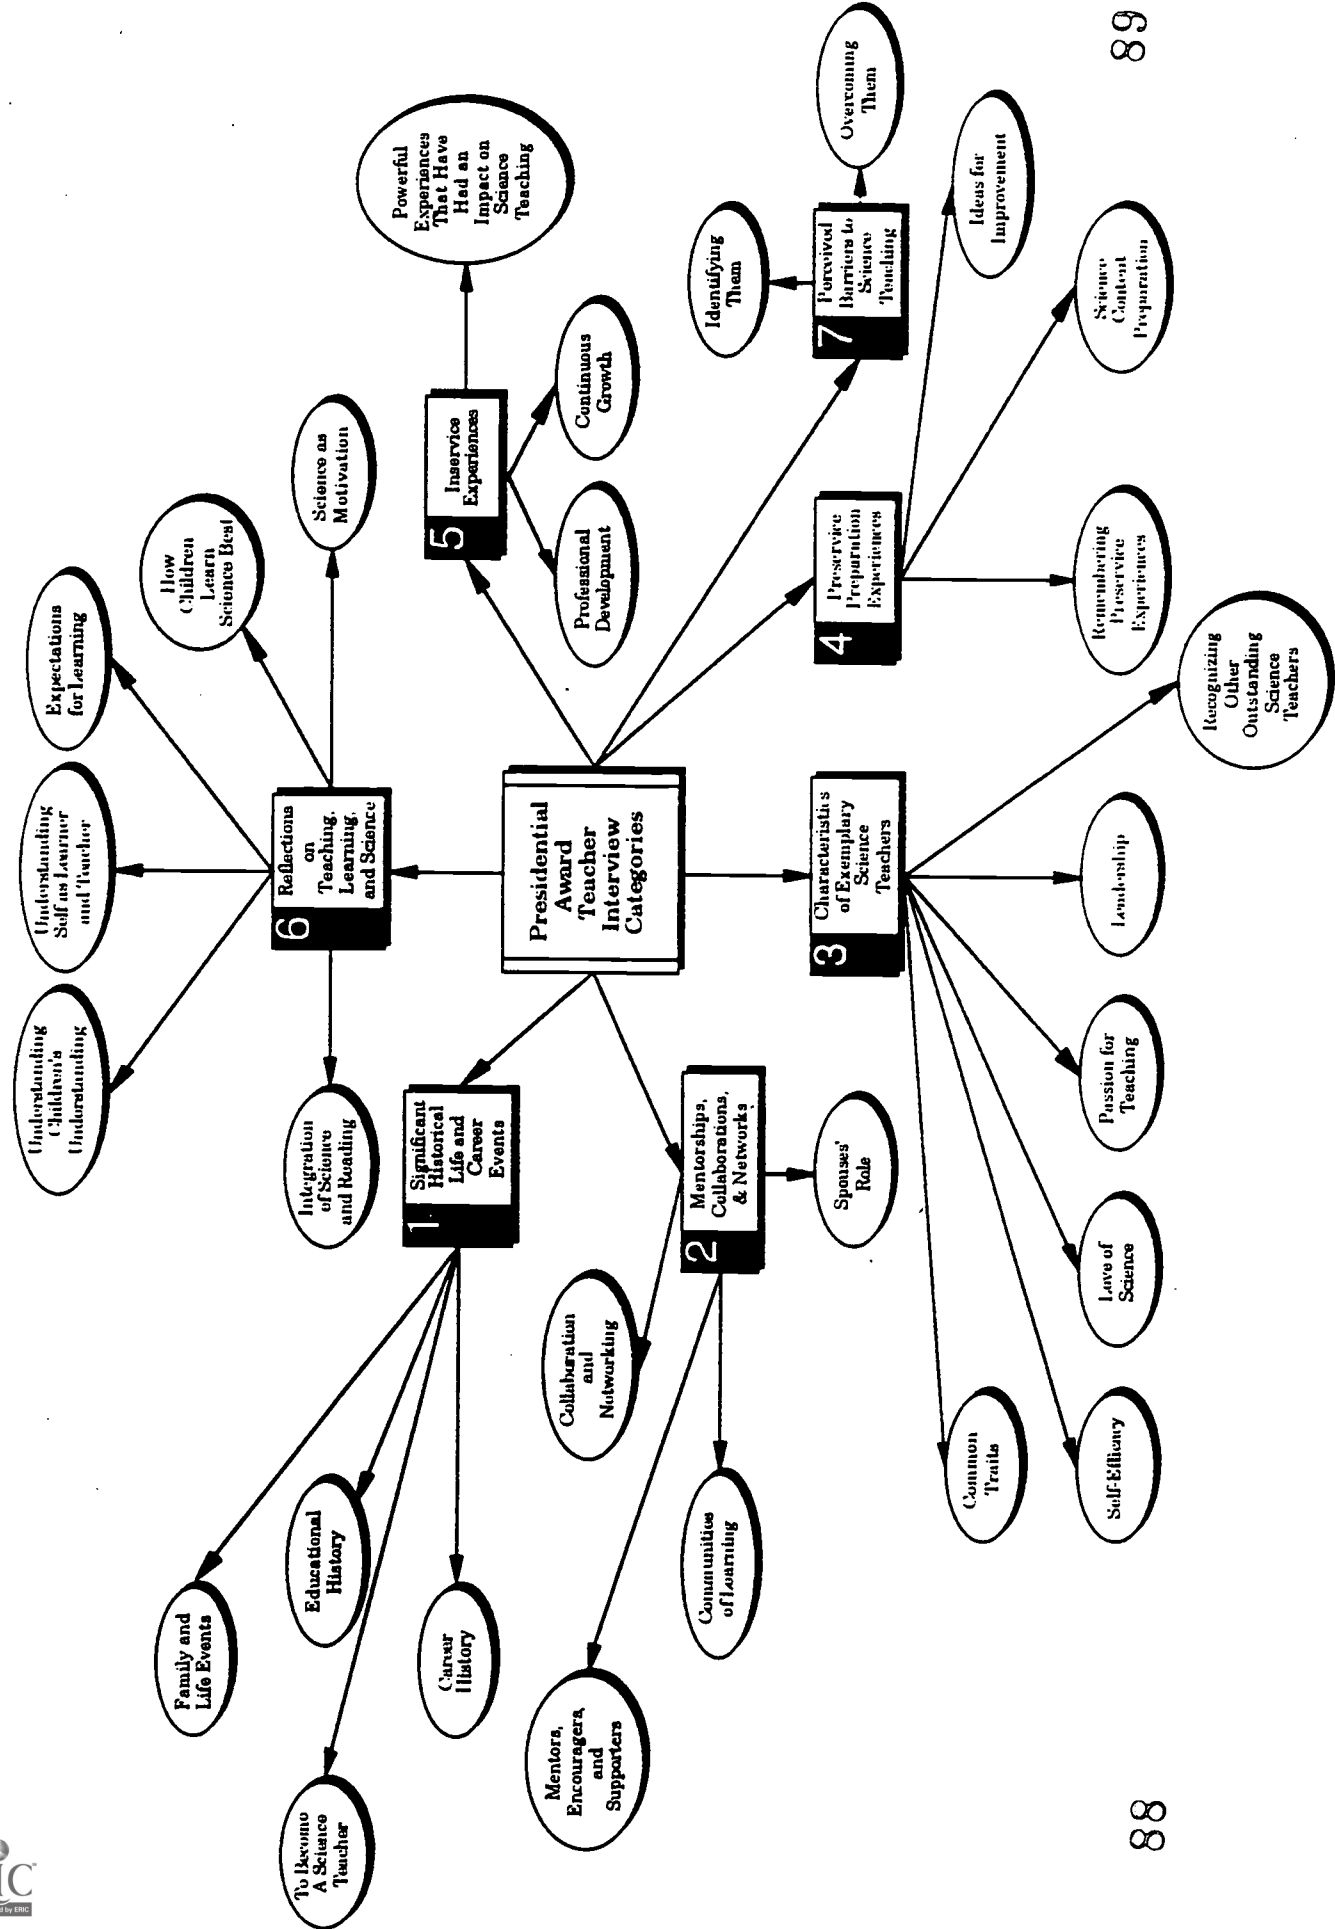 Presidential
Award
Teacher
Interview
Categories
1
Significant
Historical
Life and
Career
Events
Family and
Life Events
Educational
History
To Become
A Science
Teacher
Career
History
2
Mentorships,
Collaborations,
& Networks
Collaboration
and
Networking
Mentors,
Encouragers,
and
Supporters
Communities
of Learning
Spouses'
Role
3
Characteristics
of Exemplary
Science
Teachers
Common
Traits
Self-Efficacy
Love of
Science
Passion for
Teaching
Leadership
Recognizing
Other
Outstanding
Science
Teachers
4
Preservice
Preparation
Experiences
Remembering
Preservice
Experiences
Science
Content
Preparation
Ideas for
Improvement
5
Inservice
Experiences
Professional
Development
Continuous
Growth
Powerful
Experiences
That Have
Had an
Impact on
Science
Teaching
6
Reflections
on
Teaching,
Learning,
and Science
Integration
of Science
and Reading
Understanding
Children's
Understanding
Understanding
Self as Learner
and Teacher
Expectations
for Learning
How
Children
Learn
Science Best
Science as
Motivation
7
Perceived
Barriers to
Science
Teaching
Identifying
Them
Overcoming
Them
88
89